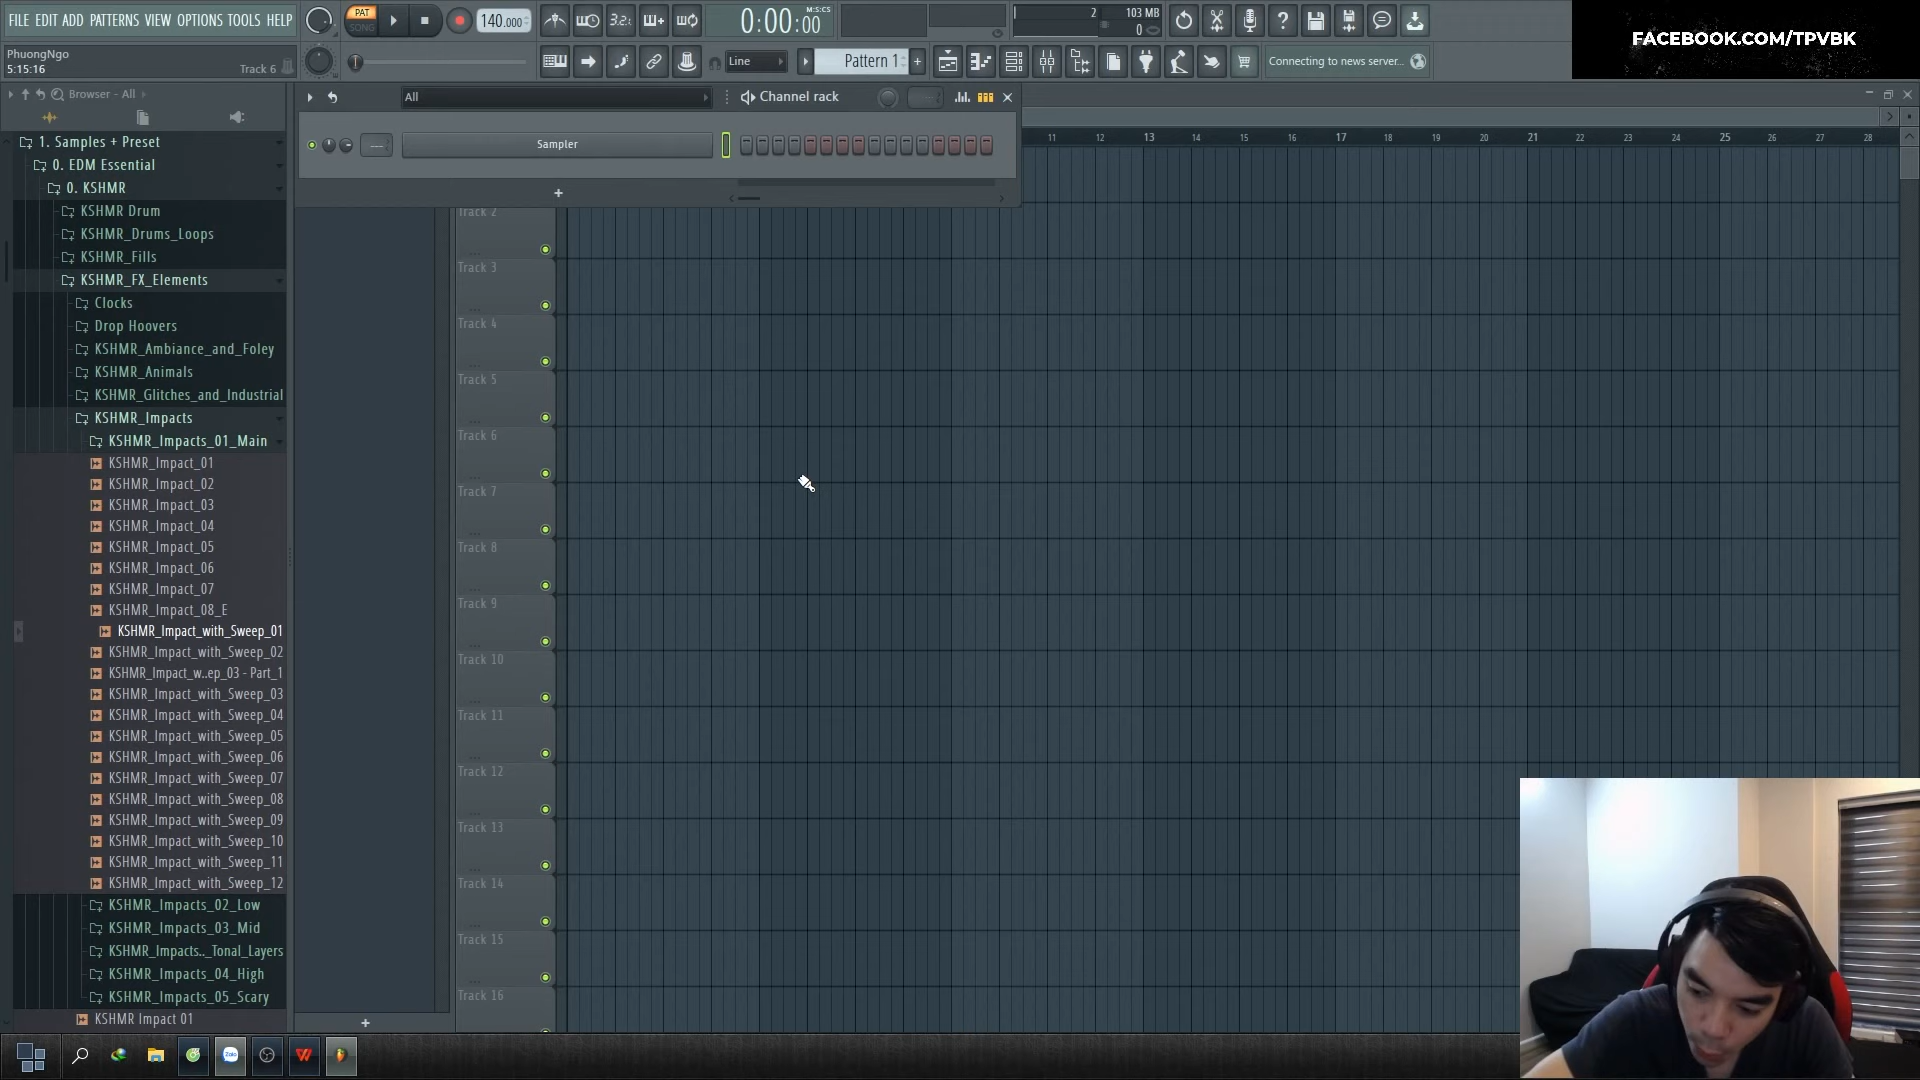 FILE EDIT ADD PATTERNS VIEW OPTIONS TOOLS HELP
PAT
SONG
140.000
3.2.
0:00:00
M:S:CS
2
103 MB
0
FACEBOOK.COM/TPVBK
PhuongNgo
5:15:16
Track 6
Line
Pattern 1
+
Connecting to news server...
Browser - All
All
Channel rack
Sampler
+
11 12 13 14 15 16 17 18 19 20 21 22 23 24 25 26 27 28
1. Samples + Preset
0. EDM Essential
0. KSHMR
KSHMR Drum
KSHMR_Drums_Loops
KSHMR_Fills
KSHMR_FX_Elements
Clocks
Drop Hoovers
KSHMR_Ambiance_and_Foley
KSHMR_Animals
KSHMR_Glitches_and_Industrial
KSHMR_Impacts
KSHMR_Impacts_01_Main
KSHMR_Impact_01
KSHMR_Impact_02
KSHMR_Impact_03
KSHMR_Impact_04
KSHMR_Impact_05
KSHMR_Impact_06
KSHMR_Impact_07
KSHMR_Impact_08_E
KSHMR_Impact_with_Sweep_01
KSHMR_Impact_with_Sweep_02
KSHMR_Impact_w..ep_03 - Part_1
KSHMR_Impact_with_Sweep_03
KSHMR_Impact_with_Sweep_04
KSHMR_Impact_with_Sweep_05
KSHMR_Impact_with_Sweep_06
KSHMR_Impact_with_Sweep_07
KSHMR_Impact_with_Sweep_08
KSHMR_Impact_with_Sweep_09
KSHMR_Impact_with_Sweep_10
KSHMR_Impact_with_Sweep_11
KSHMR_Impact_with_Sweep_12
KSHMR_Impacts_02_Low
KSHMR_Impacts_03_Mid
KSHMR_Impacts.._Tonal_Layers
KSHMR_Impacts_04_High
KSHMR_Impacts_05_Scary
KSHMR Impact 01
Track 2
Track 3
Track 4
Track 5
Track 6
Track 7
Track 8
Track 9
Track 10
Track 11
Track 12
Track 13
Track 14
Track 15
Track 16
+
Zalo